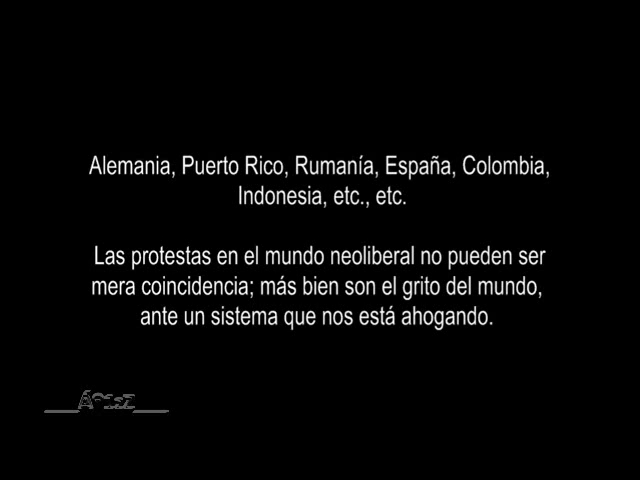 Alemania, Puerto Rico, Rumanía, España, Colombia,
Indonesia, etc., etc.
Las protestas en el mundo neoliberal no pueden ser
mera coincidencia; más bien son el grito del mundo,
ante un sistema que nos está ahogando.